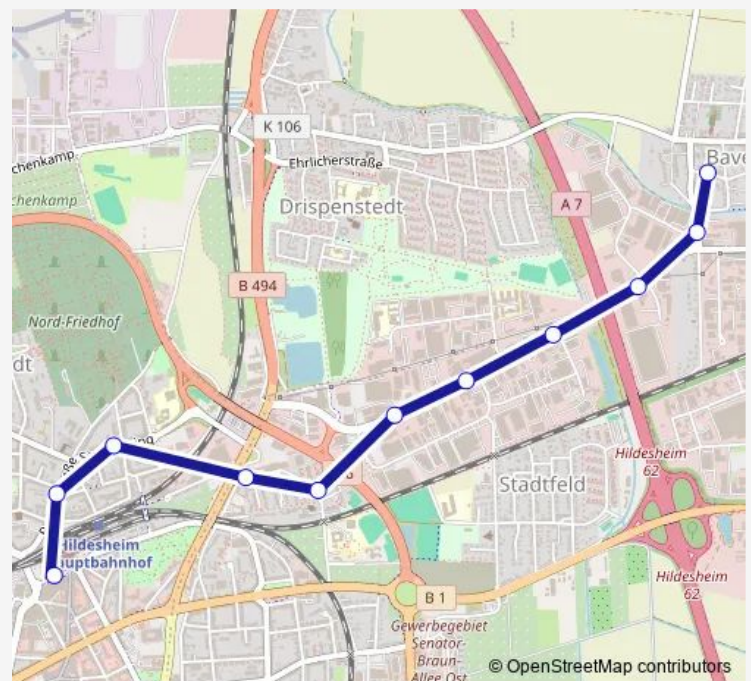 K 106
chenkamp
Ehrlicherstraße
Bave
chenkamp
Drispenstedt
A 7
B 494
Nord-Friedhof
dt
Hildesheim
62
Stadtfeld
Hildesheim
auptbahnhof
Hildesheim
62
B 1
Gewerbegebiet
Senator-
Braun-
Allee Ost
© OpenStreetMap contributors